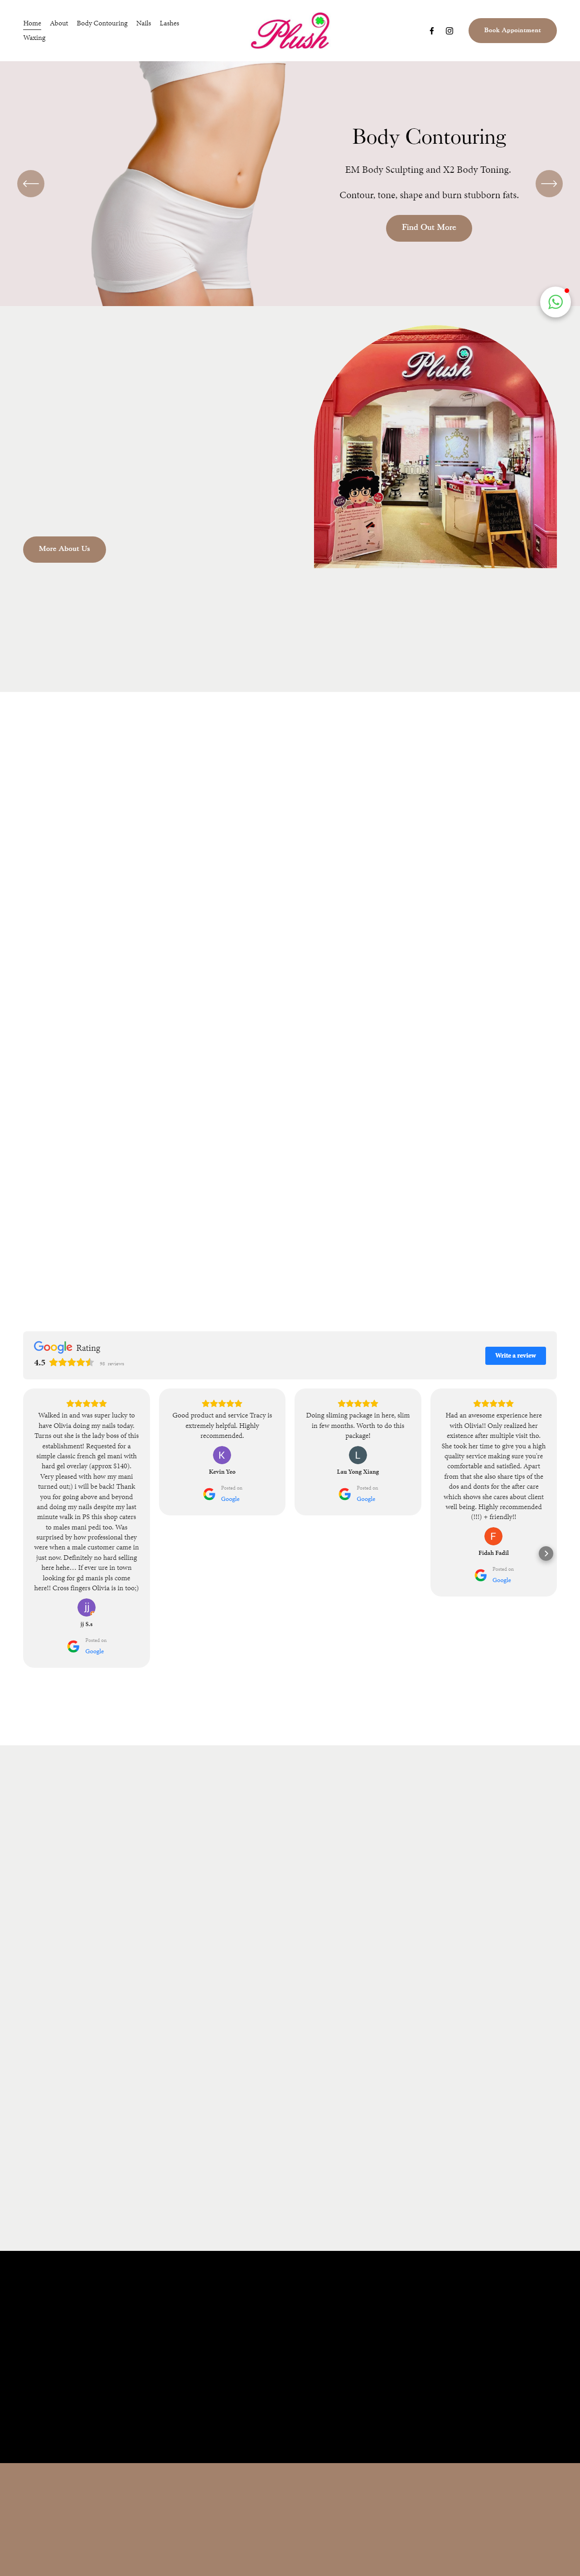 Home About Body Contouring Nails Lashes
Waxing
Plush
Book Appointment
Body Contouring
EM Body Sculpting and X2 Body Toning.
Contour, tone, shape and burn stubborn fats.
Find Out More
Plush
More About Us
Google Rating
4.5
Write a review
Walked in and was super lucky to
have Olivia doing my nails today.
Turns out she is the lady boss of this
establishment! Requested for a
simple classic french gel mani with
hard gel overlay (approx $140).
Very pleased with how my mani
turned out;) i will be back! Thank
you for going above and beyond
and doing my nails despite my last
minute walk in PS this shop caters
to males mani pedi too. Was
surprised by how professional they
were when a male customer came in
just now. Definitely no hard selling
here hehe... If ever ure in town
looking for gd manis pls come
here!! Cross fingers Olivia is in too;)
jj
jj S.s
Posted on
Google
Good product and service Tracy is
extremely helpful. Highly
recommended.
K
Kevin Yeo
Posted on
Google
Doing sliming package in here, slim
in few months. Worth to do this
package!
L
Lau Yong Xiang
Posted on
Google
Had an awesome experience here
with Olivia!! Only realized her
existence after multiple visit tho.
She took her time to give you a high
quality service making sure you're
comfortable and satisfied. Apart
from that she also share tips of the
dos and donts for the after care
which shows she cares about client
well being. Highly recommended
(!!!) + friendly!!
F
Fidah Fadil
Posted on
Google